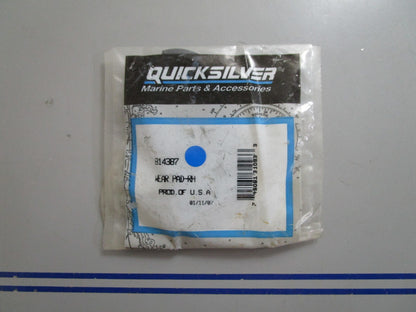 QUICKSILVER
Marine Parts & Accessories
814387
WEAR PAD-RH
PROD.OF U.S.A
01/11/07